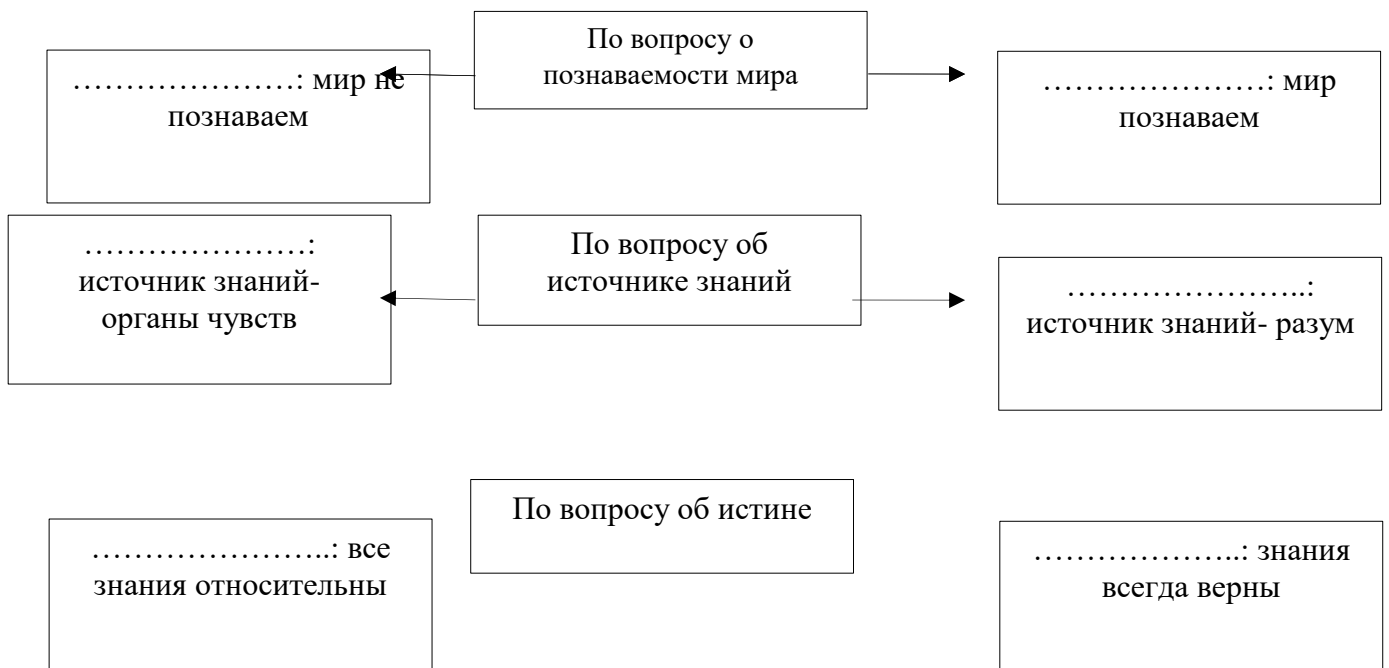 По вопросу о
познаваемости мира
…………………: мир не
познаваем
…………………: мир
познаваем
…………………:
источник знаний-
органы чувств
По вопросу об
источнике знаний
…………………..:
источник знаний- разум
По вопросу об истине
…………………..: все
знания относительны
………………..: знания
всегда верны